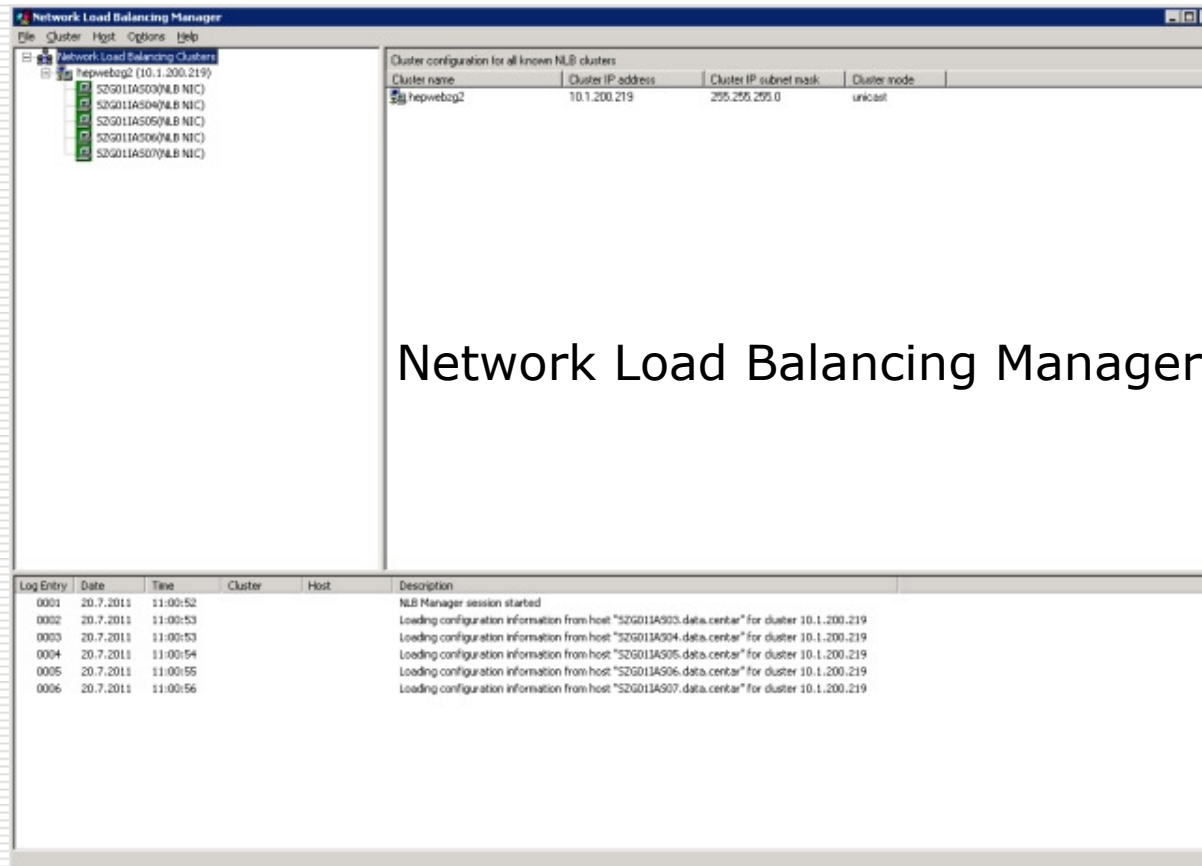 Network Load Balancing Manager
File Cluster Host Options Help
Network Load Balancing Clusters
hepwebzg2 (10.1.200.219)
SZG01IAS03(NLB NIC)
SZG01IAS04(NLB NIC)
SZG01IAS05(NLB NIC)
SZG01IAS06(NLB NIC)
SZG01IAS07(NLB NIC)
Cluster configuration for all known NLB clusters
Cluster name Cluster IP address Cluster IP subnet mask Cluster mode
hepwebzg2 10.1.200.219 255.255.255.0 unicast
Network Load Balancing Manager
Log Entry Date Time Cluster Host Description
0001 20.7.2011 11:00:52 NLB Manager session started
0002 20.7.2011 11:00:53 Loading configuration information from host "SZG01IAS03.data.centar" for cluster 10.1.200.219
0003 20.7.2011 11:00:53 Loading configuration information from host "SZG01IAS04.data.centar" for cluster 10.1.200.219
0004 20.7.2011 11:00:54 Loading configuration information from host "SZG01IAS05.data.centar" for cluster 10.1.200.219
0005 20.7.2011 11:00:55 Loading configuration information from host "SZG01IAS06.data.centar" for cluster 10.1.200.219
0006 20.7.2011 11:00:56 Loading configuration information from host "SZG01IAS07.data.centar" for cluster 10.1.200.219